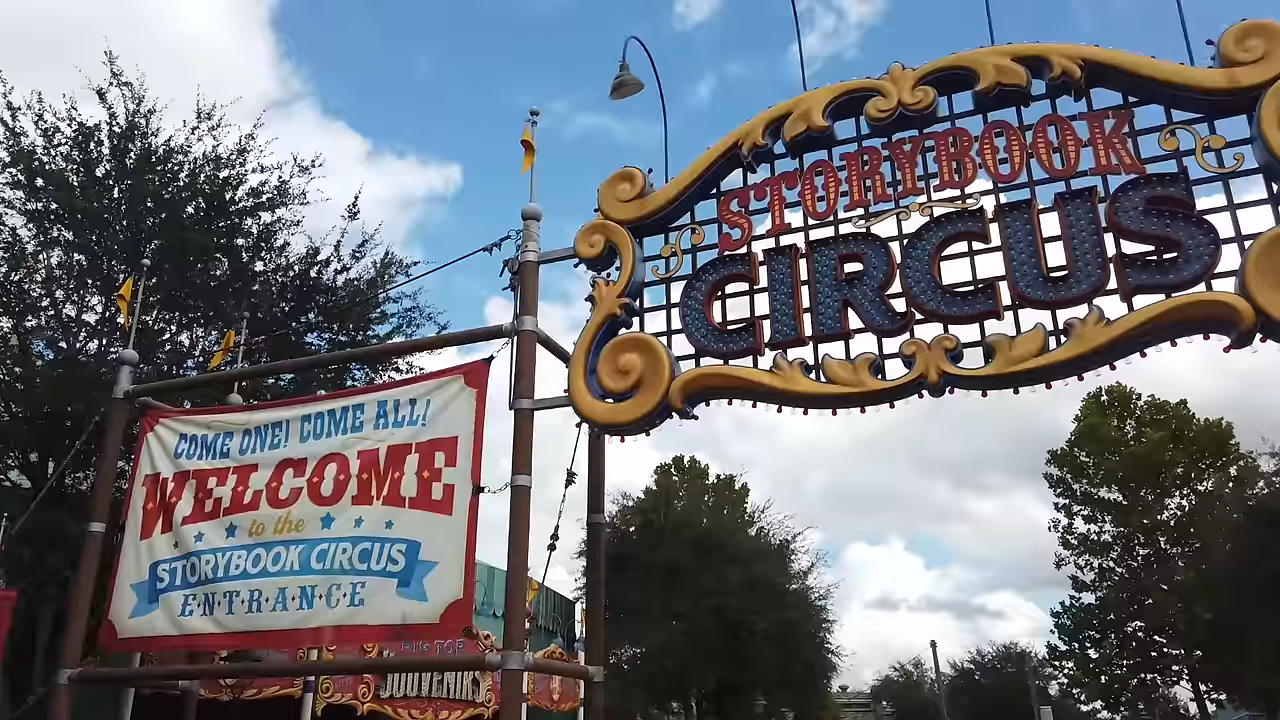 STORYBOOK
CIRCUS
COME ONE! COME ALL!
WELCOME
to the
STORYBOOK CIRCUS
ENTRANCE
BIG TOP
SOUVENIRS